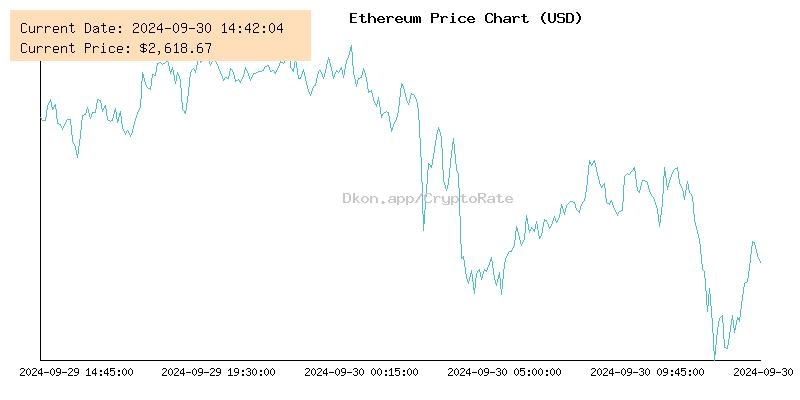 Ethereum Price Chart (USD)
Current Date: 2024-09-30 14:42:04
Current Price: $2,618.67
Dkon.app/CryptoRate
2024-09-29 14:45:00 2024-09-29 19:30:00 2024-09-30 00:15:00 2024-09-30 05:00:00 2024-09-30 09:45:00 2024-09-30